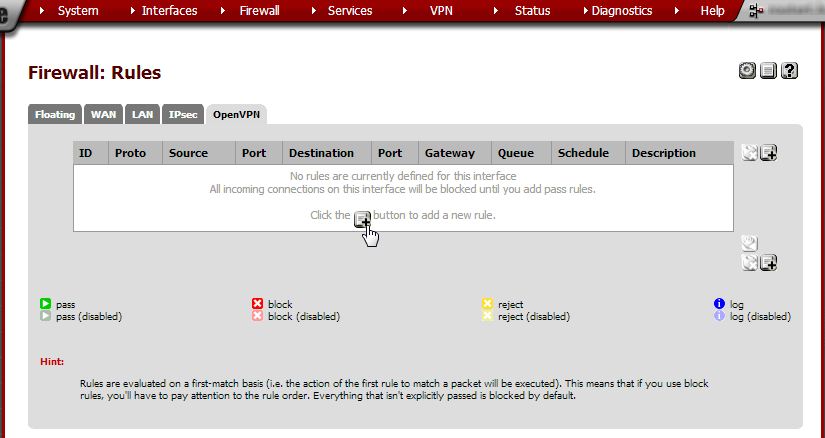 System Interfaces Firewall Services VPN Status Diagnostics Help
Firewall: Rules
Floating WAN LAN IPsec OpenVPN
ID Proto Source Port Destination Port Gateway Queue Schedule Description
No rules are currently defined for this interface
All incoming connections on this interface will be blocked until you add pass rules.
Click the button to add a new rule.
pass block reject log
pass (disabled) block (disabled) reject (disabled) log (disabled)
Hint:
Rules are evaluated on a first-match basis (i.e. the action of the first rule to match a packet will be executed). This means that if you use block
rules, you'll have to pay attention to the rule order. Everything that isn't explicitly passed is blocked by default.